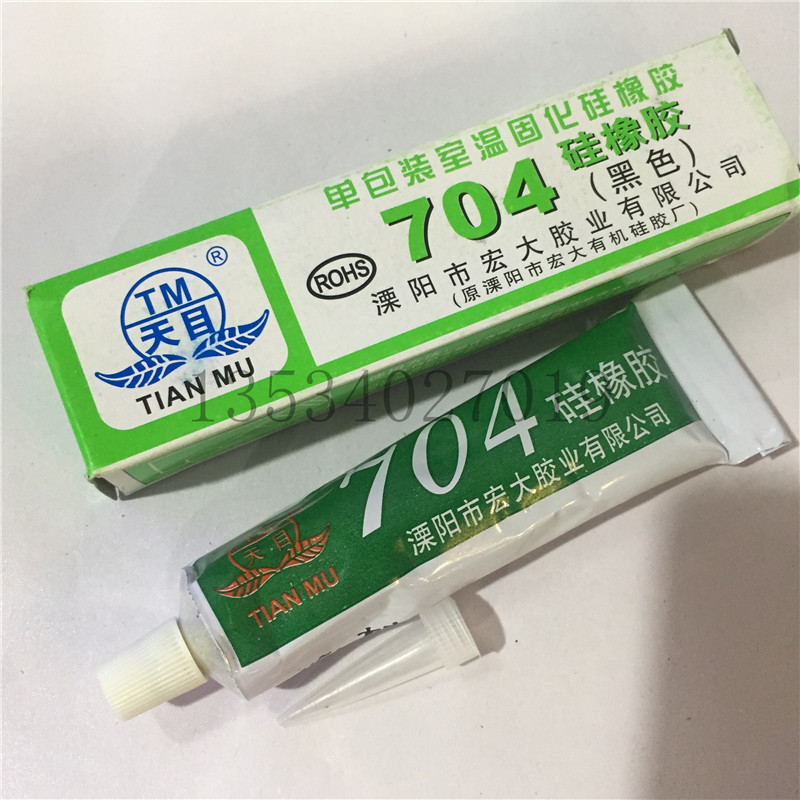 单包装室温固化硅橡胶
704 硅橡胶
(黑色)
ROHS
溧阳市宏大胶业有限公司
(原溧阳市宏大有机硅胶厂)
®
TM
天目
TIAN MU
13534027019
704 硅橡胶
溧阳市宏大胶业有限公司
天目
TIAN MU